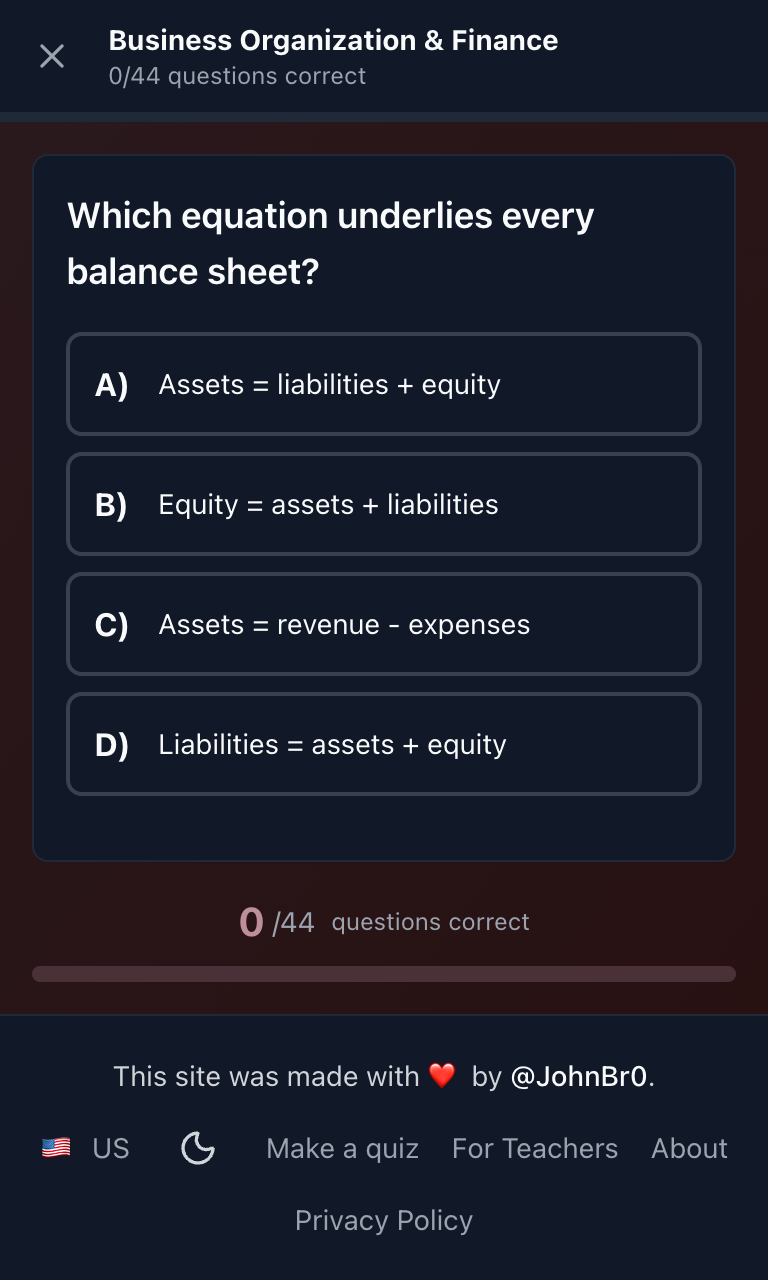 Business Organization & Finance
0/44 questions correct
Which equation underlies every
balance sheet?
A) Assets = liabilities + equity
B) Equity = assets + liabilities
C) Assets = revenue - expenses
D) Liabilities = assets + equity
0 /44 questions correct
This site was made with ❤️ by @JohnBr0.
🇺🇸 US Make a quiz For Teachers About
Privacy Policy